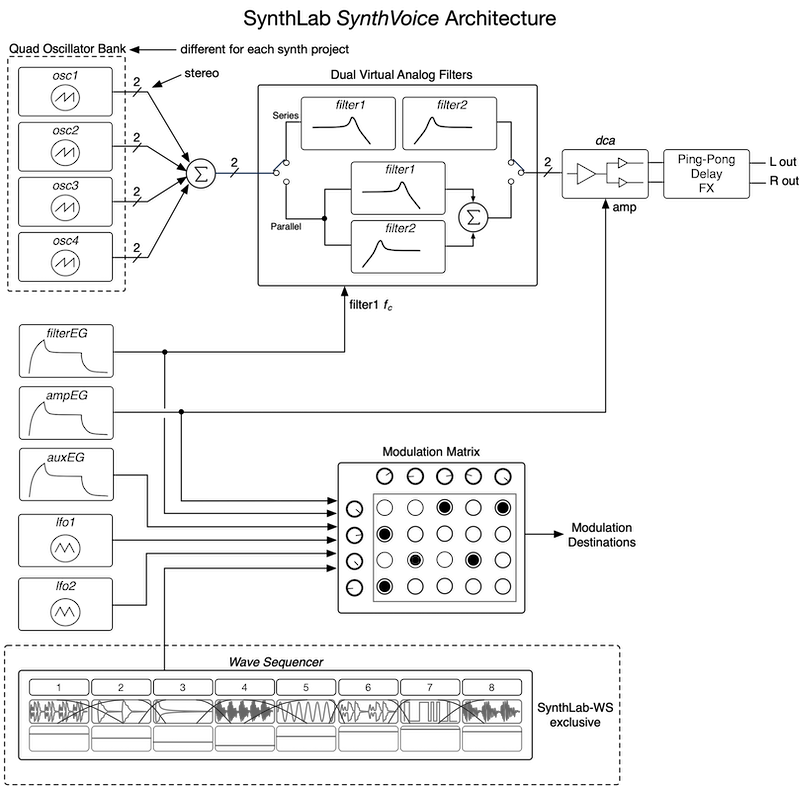 SynthLab SynthVoice Architecture
Quad Oscillator Bank
different for each synth project
stereo
Dual Virtual Analog Filters
osc1
2
osc2
2
osc3
2
osc4
2
Σ
2
Series
filter1
filter2
Parallel
filter1
filter2
Σ
2
dca
amp
Ping-Pong
Delay
FX
L out
R out
filter1 fc
filterEG
ampEG
auxEG
lfo1
lfo2
Modulation Matrix
Modulation
Destinations
Wave Sequencer
1 2 3 4 5 6 7 8
SynthLab-WS
exclusive